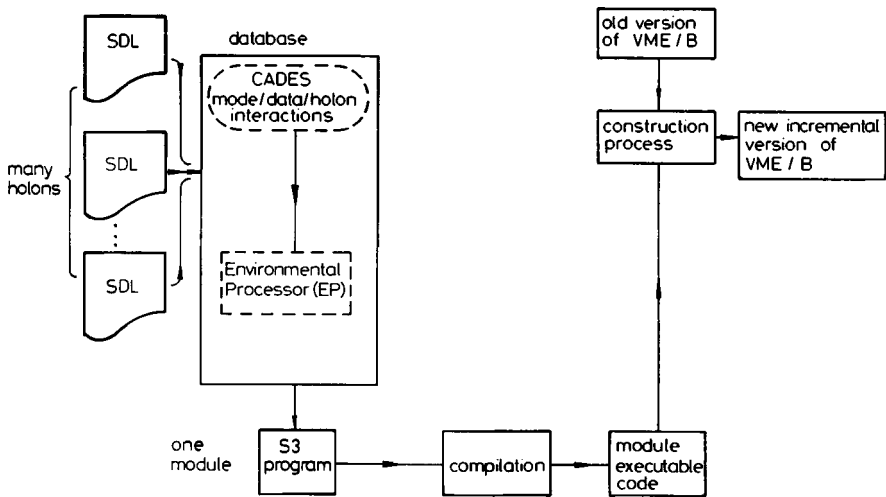 SDL
database
CADES
mode/data/holon
interactions
many
holons
SDL
SDL
Environmental
Processor (EP)
old version
of VME / B
construction
process
new incremental
version of
VME / B
one
module
S3
program
compilation
module
executable
code